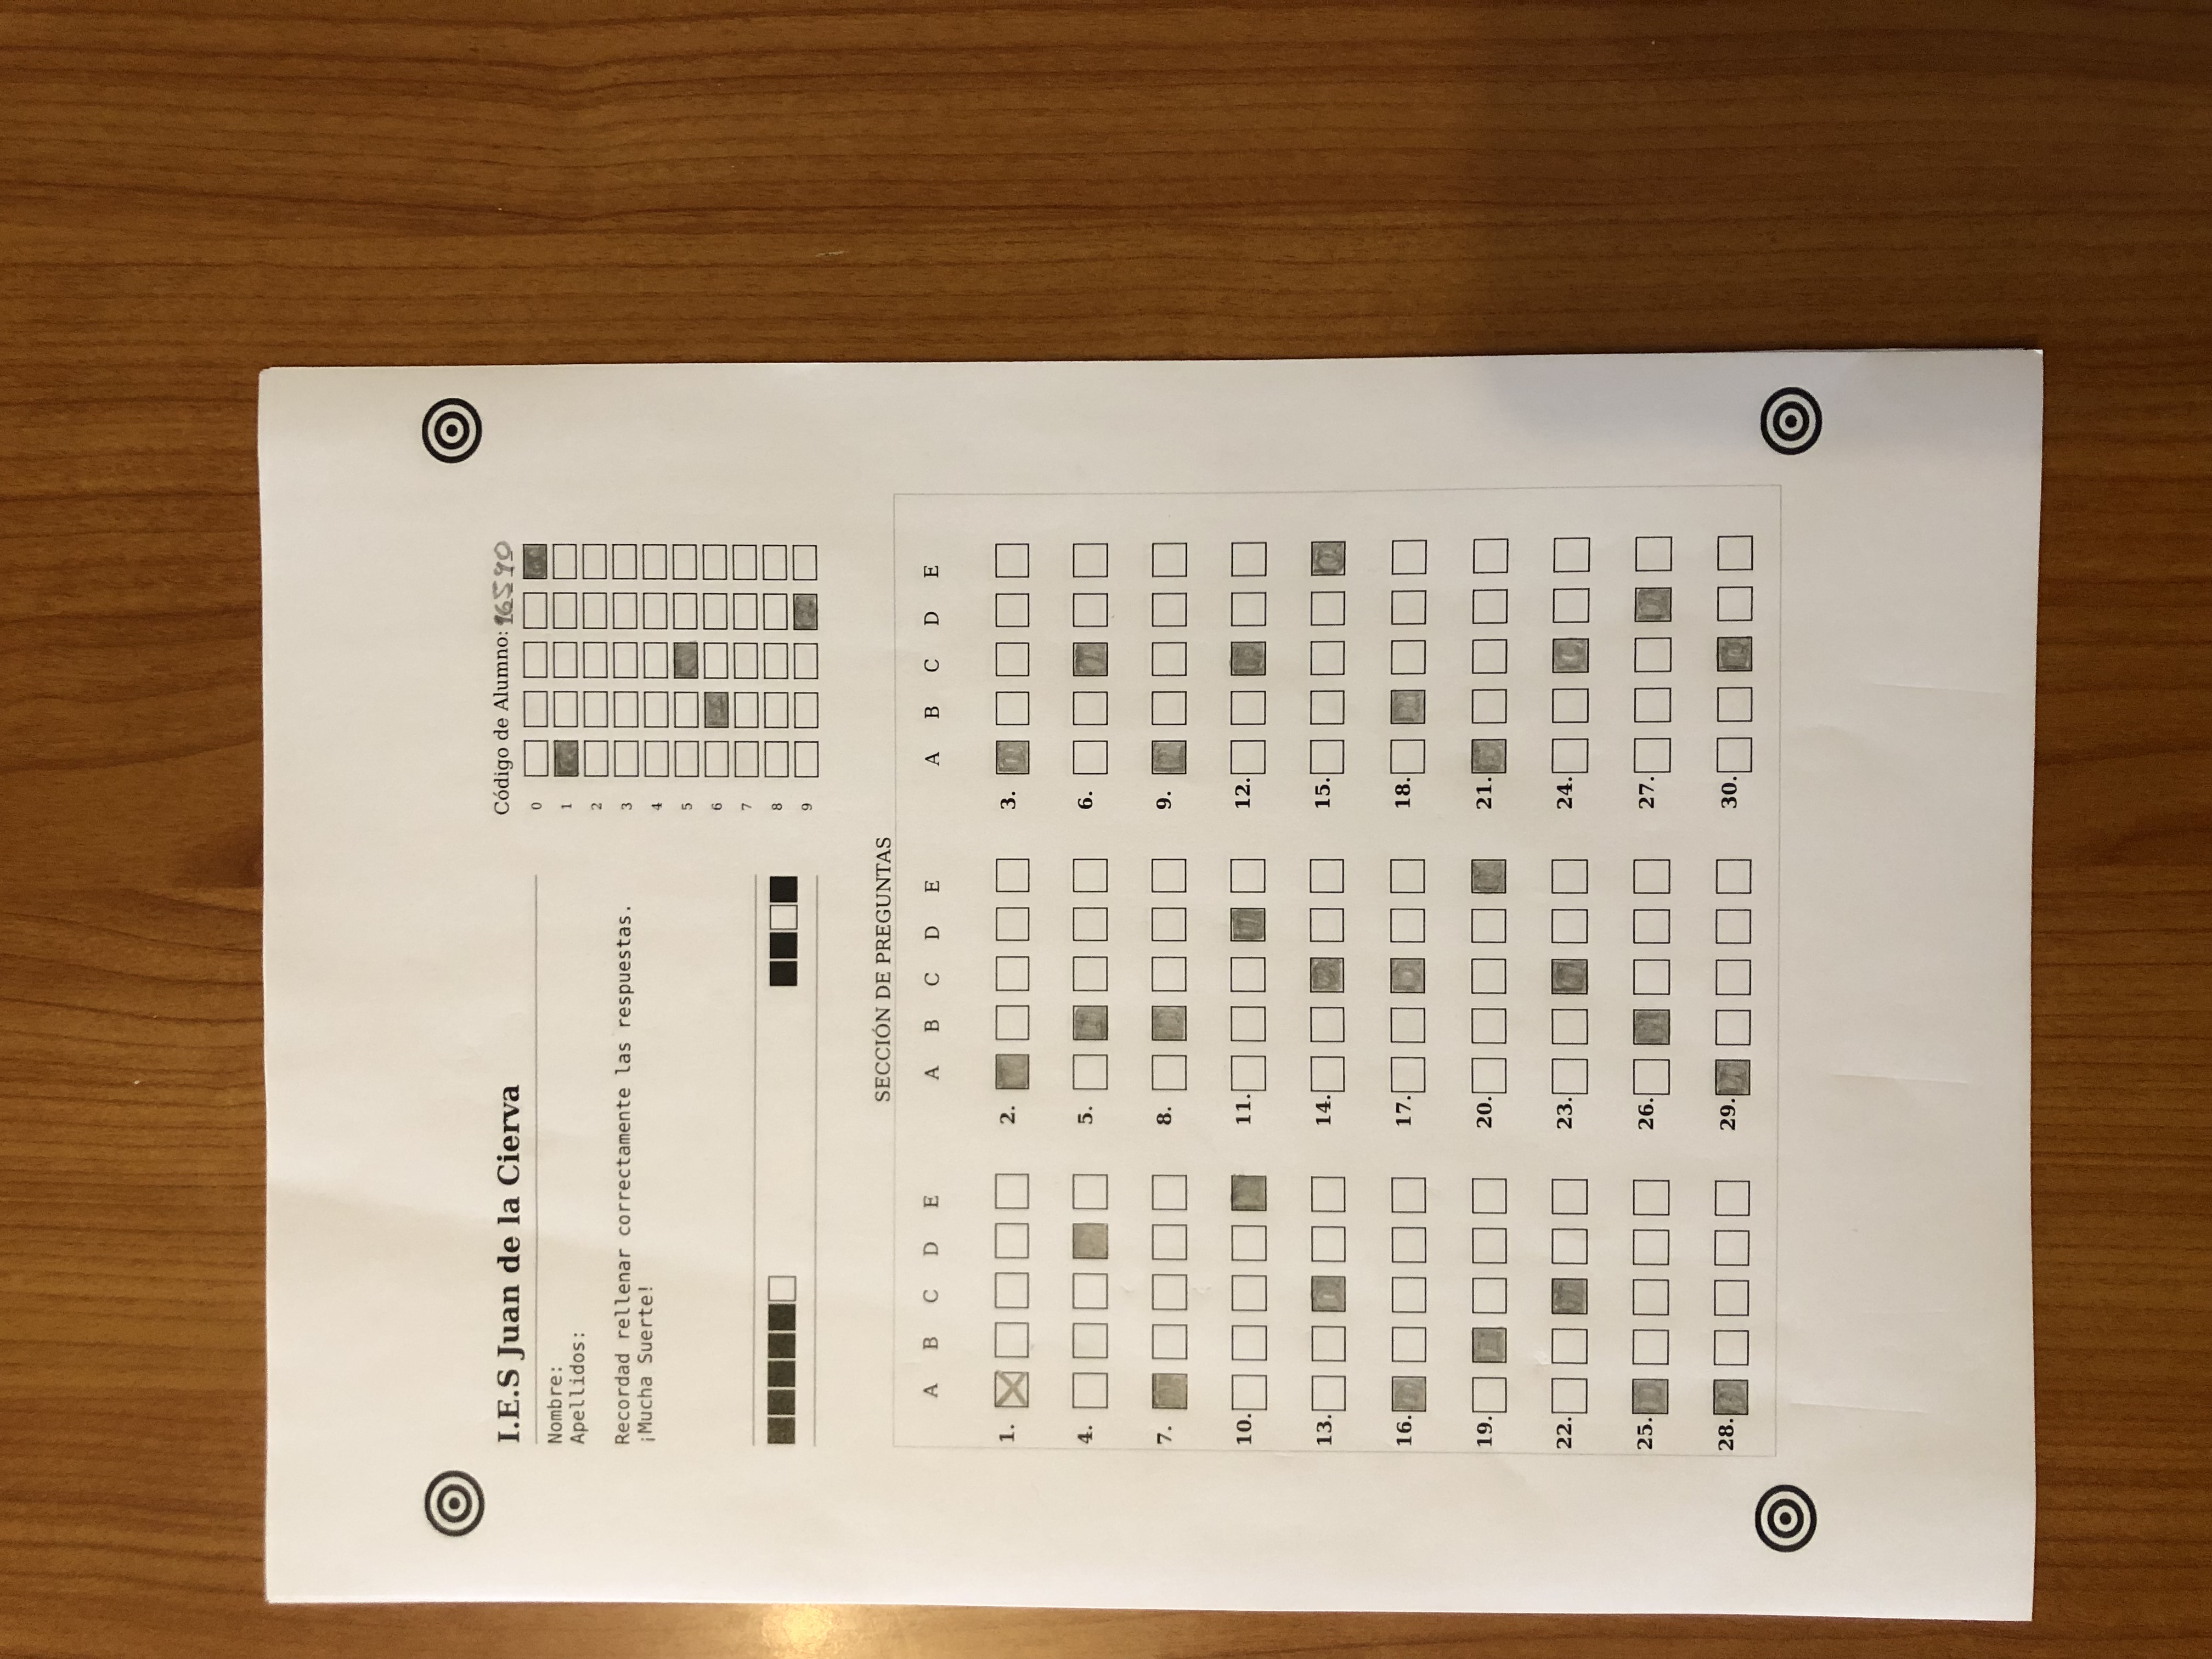 I.E.S Juan de la Cierva
Nombre:
Apellidos:
Recordad rellenar correctamente las respuestas.
¡Mucha Suerte!
Código de Alumno: 16590
0
1
2
3
4
5
6
7
8
9
SECCIÓN DE PREGUNTAS
A B C D E A B C D E A B C D E
1. 2. 3.
4. 5. 6.
7. 8. 9.
10. 11. 12.
13. 14. 15.
16. 17. 18.
19. 20. 21.
22. 23. 24.
25. 26. 27.
28. 29. 30.